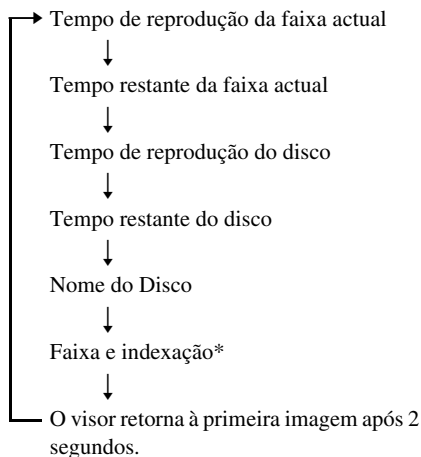 Tempo de reprodução da faixa actual
Tempo restante da faixa actual
Tempo de reprodução do disco
Tempo restante do disco
Nome do Disco
Faixa e indexação*
O visor retorna à primeira imagem após 2
segundos.